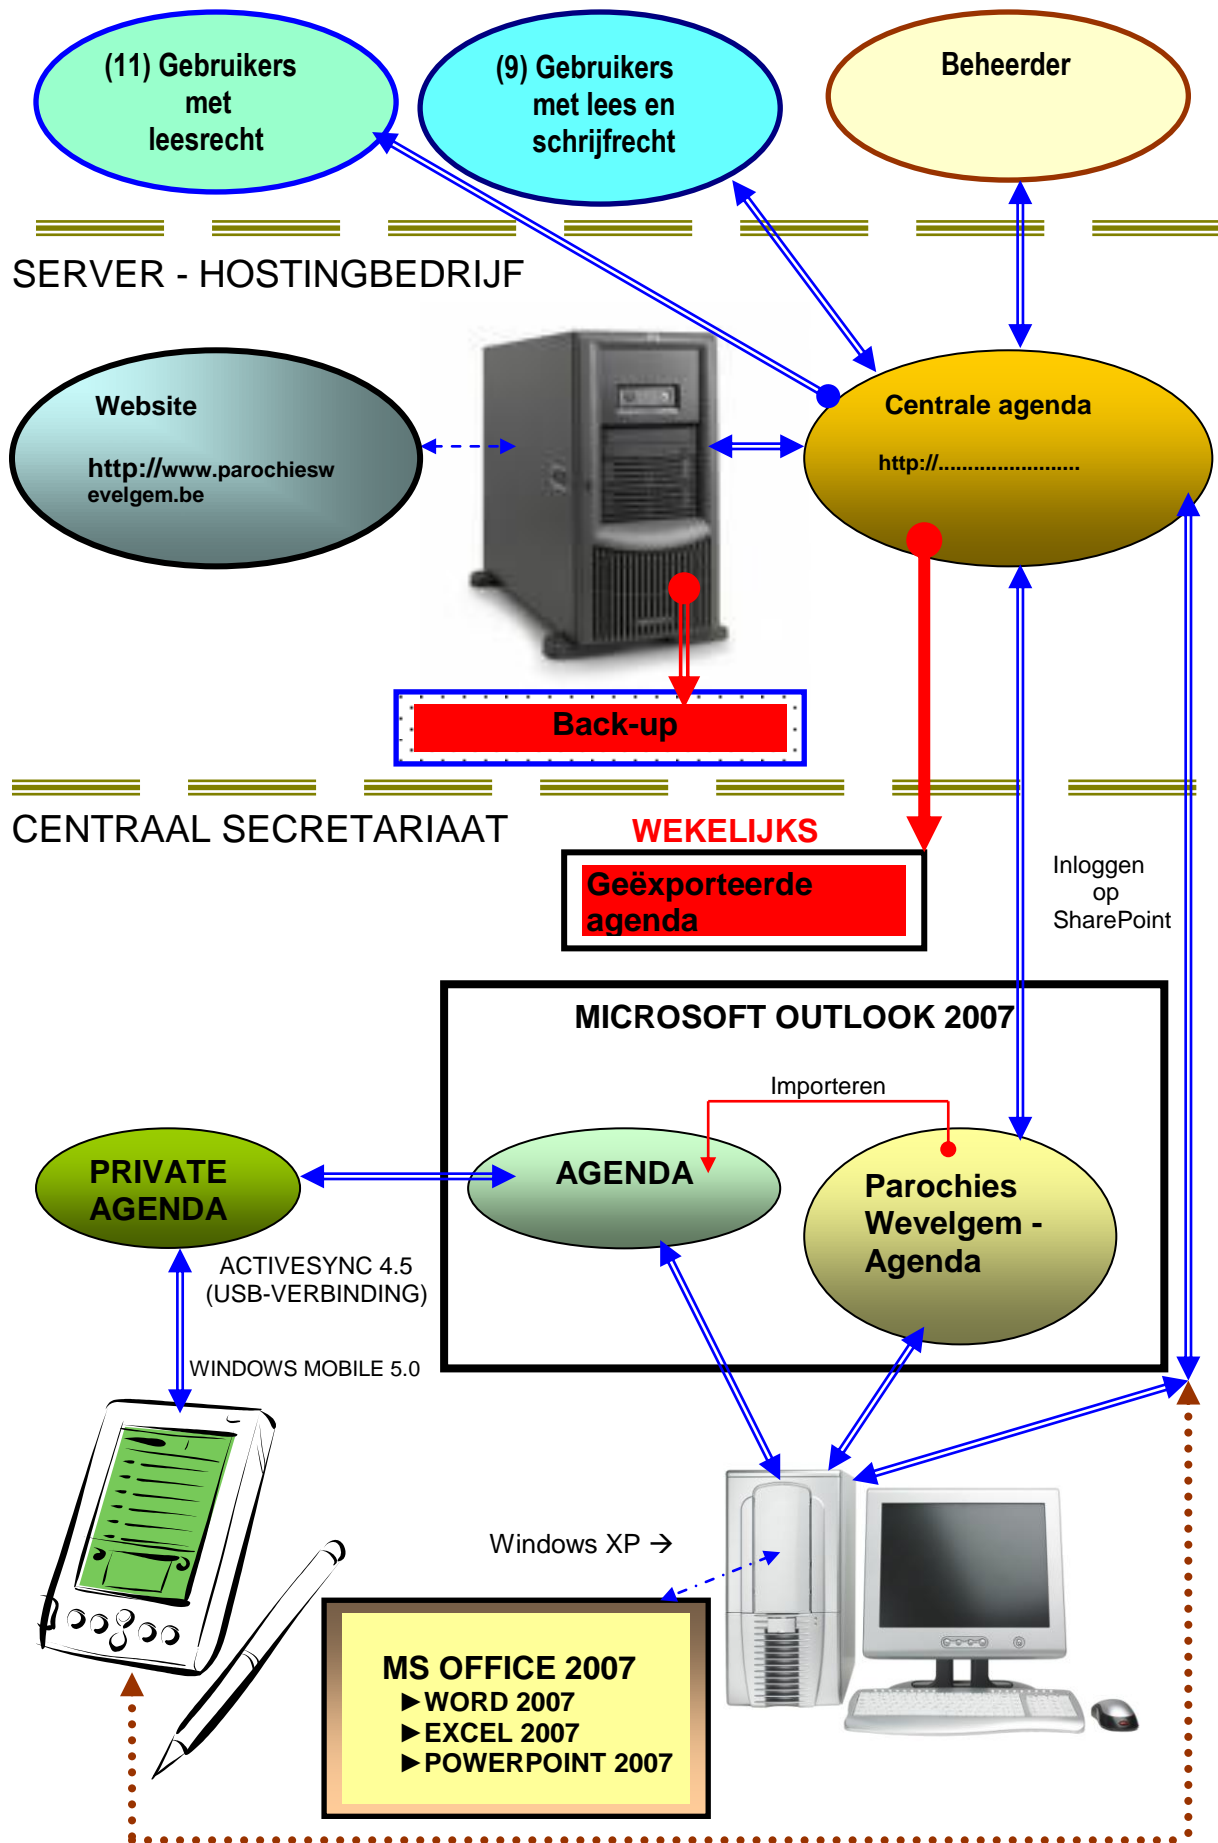 (11) Gebruikers
met
leesrecht
(9) Gebruikers
met lees en
schrijfrecht
Beheerder
SERVER - HOSTINGBEDRIJF
Website
http://www.parochiesw
evelgem.be
Centrale agenda
http://........................
Back-up
CENTRAAL SECRETARIAAT
WEKELIJKS
Geëxporteerde
agenda
Inloggen
op
SharePoint
MICROSOFT OUTLOOK 2007
Importeren
PRIVATE
AGENDA
AGENDA
Parochies
Wevelgem -
Agenda
ACTIVESYNC 4.5
(USB-VERBINDING)
WINDOWS MOBILE 5.0
Windows XP →
MS OFFICE 2007
►WORD 2007
►EXCEL 2007
►POWERPOINT 2007